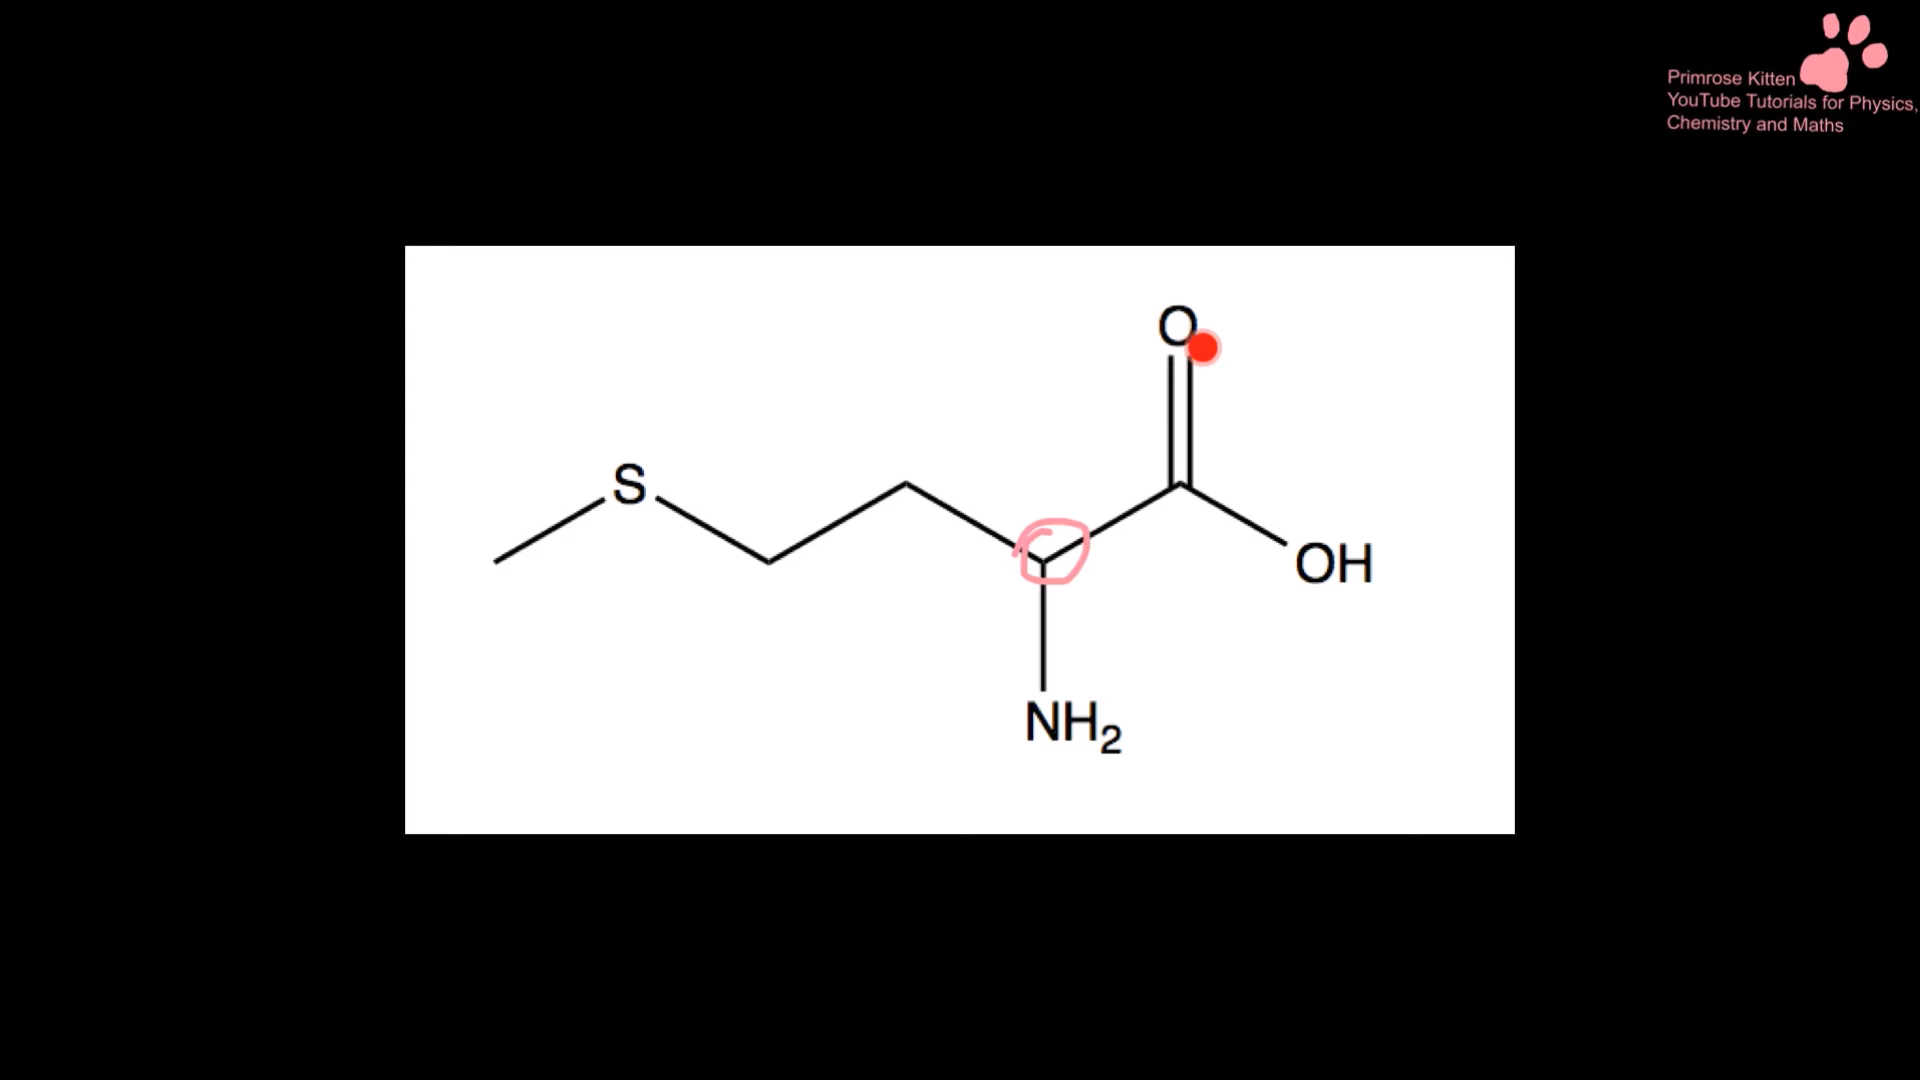 Primrose Kitten
YouTube Tutorials for Physics,
Chemistry and Maths
O
S
OH
NH₂